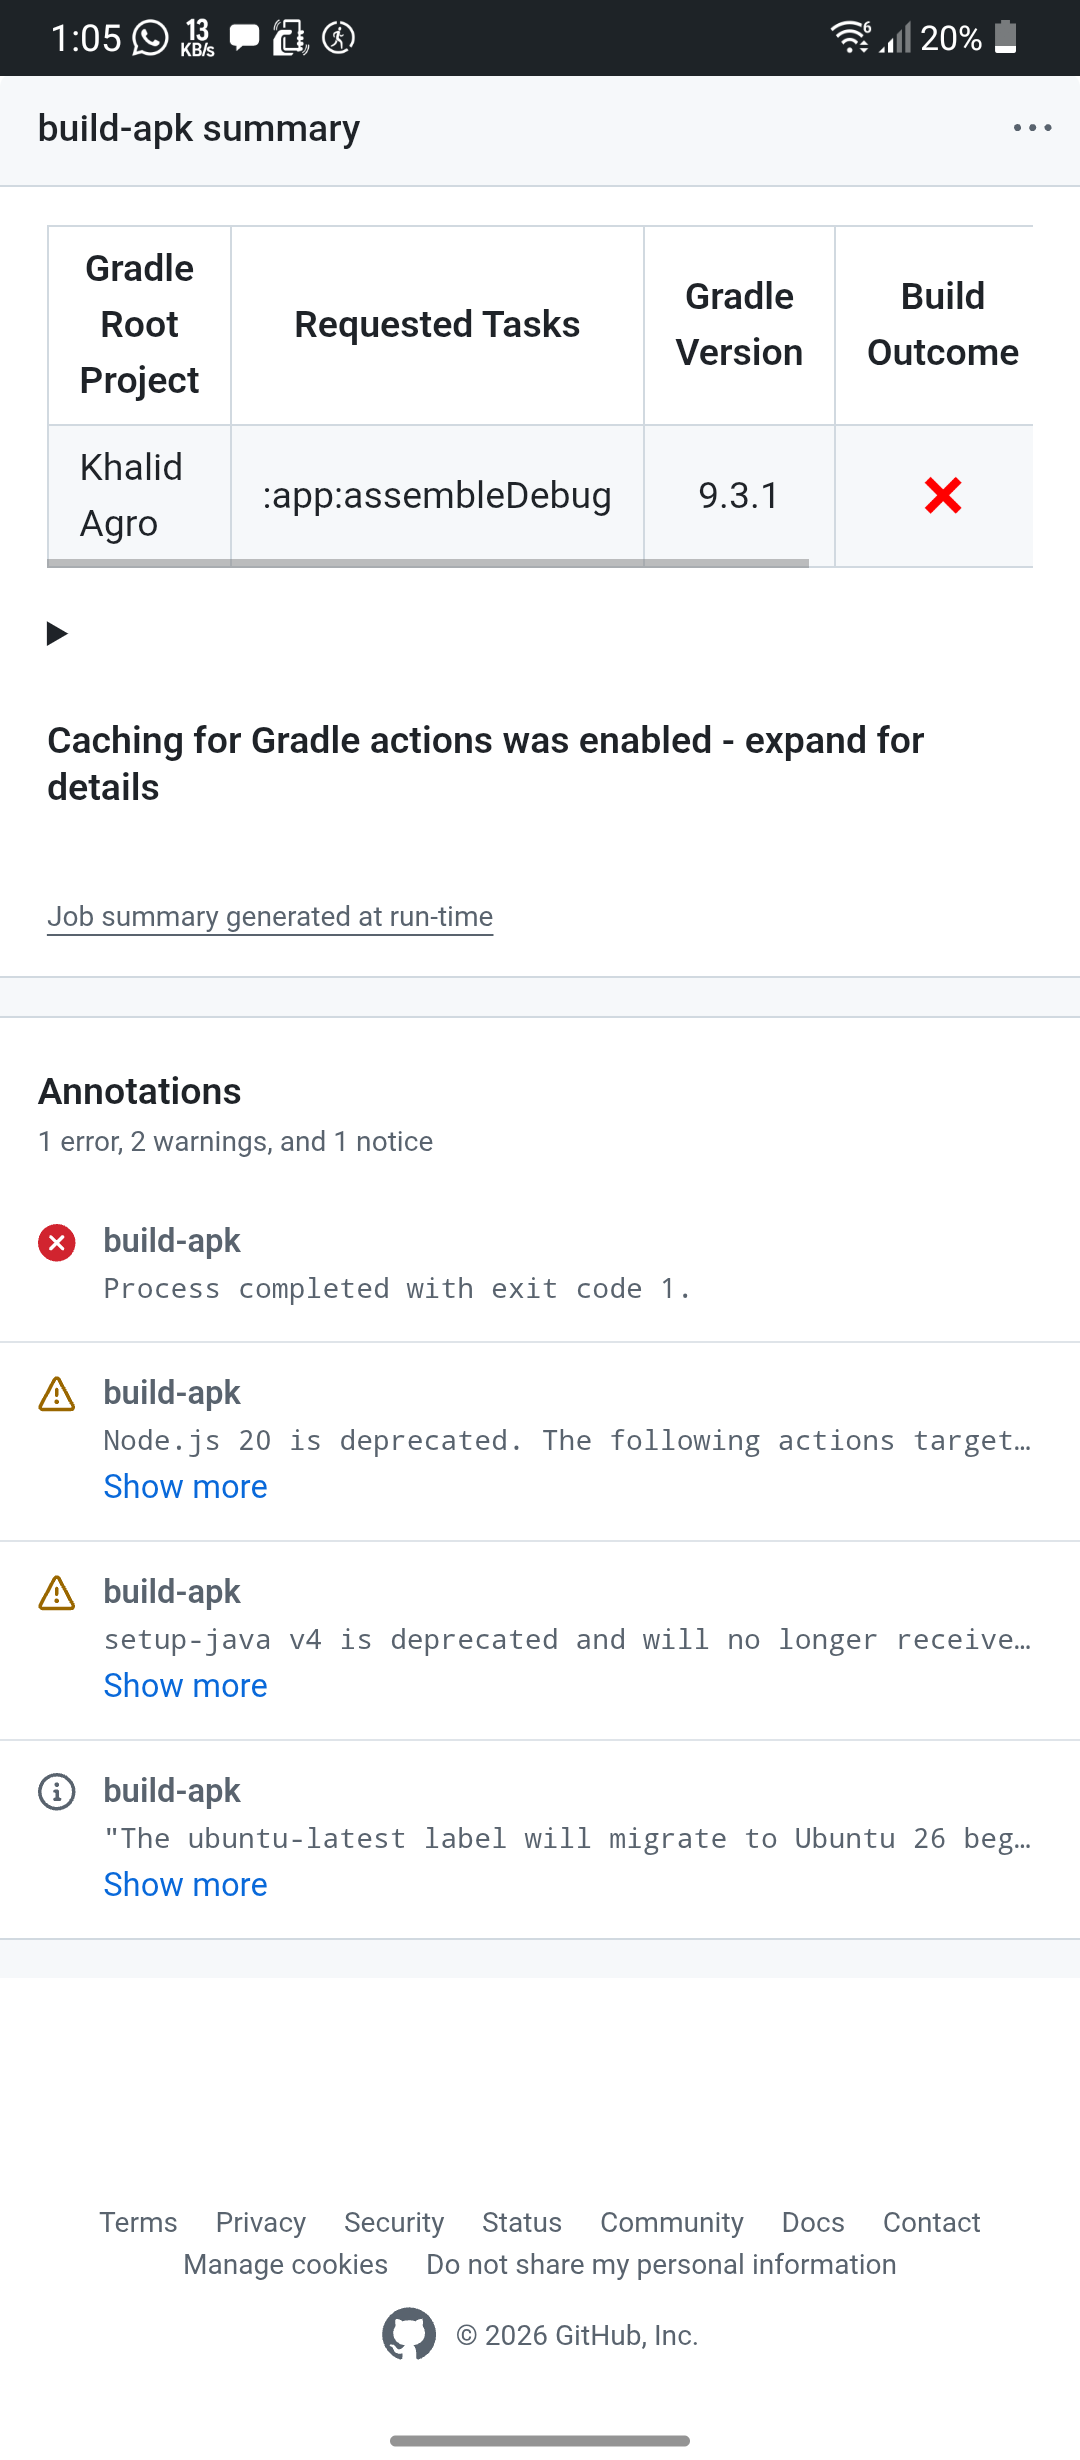 1:05 13 KB/s 6 20%
build-apk summary
Gradle Root Project Requested Tasks Gradle Version Build Outcome
Khalid Agro :app:assembleDebug 9.3.1
Caching for Gradle actions was enabled - expand for
details
Job summary generated at run-time
Annotations
1 error, 2 warnings, and 1 notice
build-apk
Process completed with exit code 1.
build-apk
Node.js 20 is deprecated. The following actions target…
Show more
build-apk
setup-java v4 is deprecated and will no longer receive…
Show more
build-apk
"The ubuntu-latest label will migrate to Ubuntu 26 beg…
Show more
Terms Privacy Security Status Community Docs Contact
Manage cookies Do not share my personal information
© 2026 GitHub, Inc.